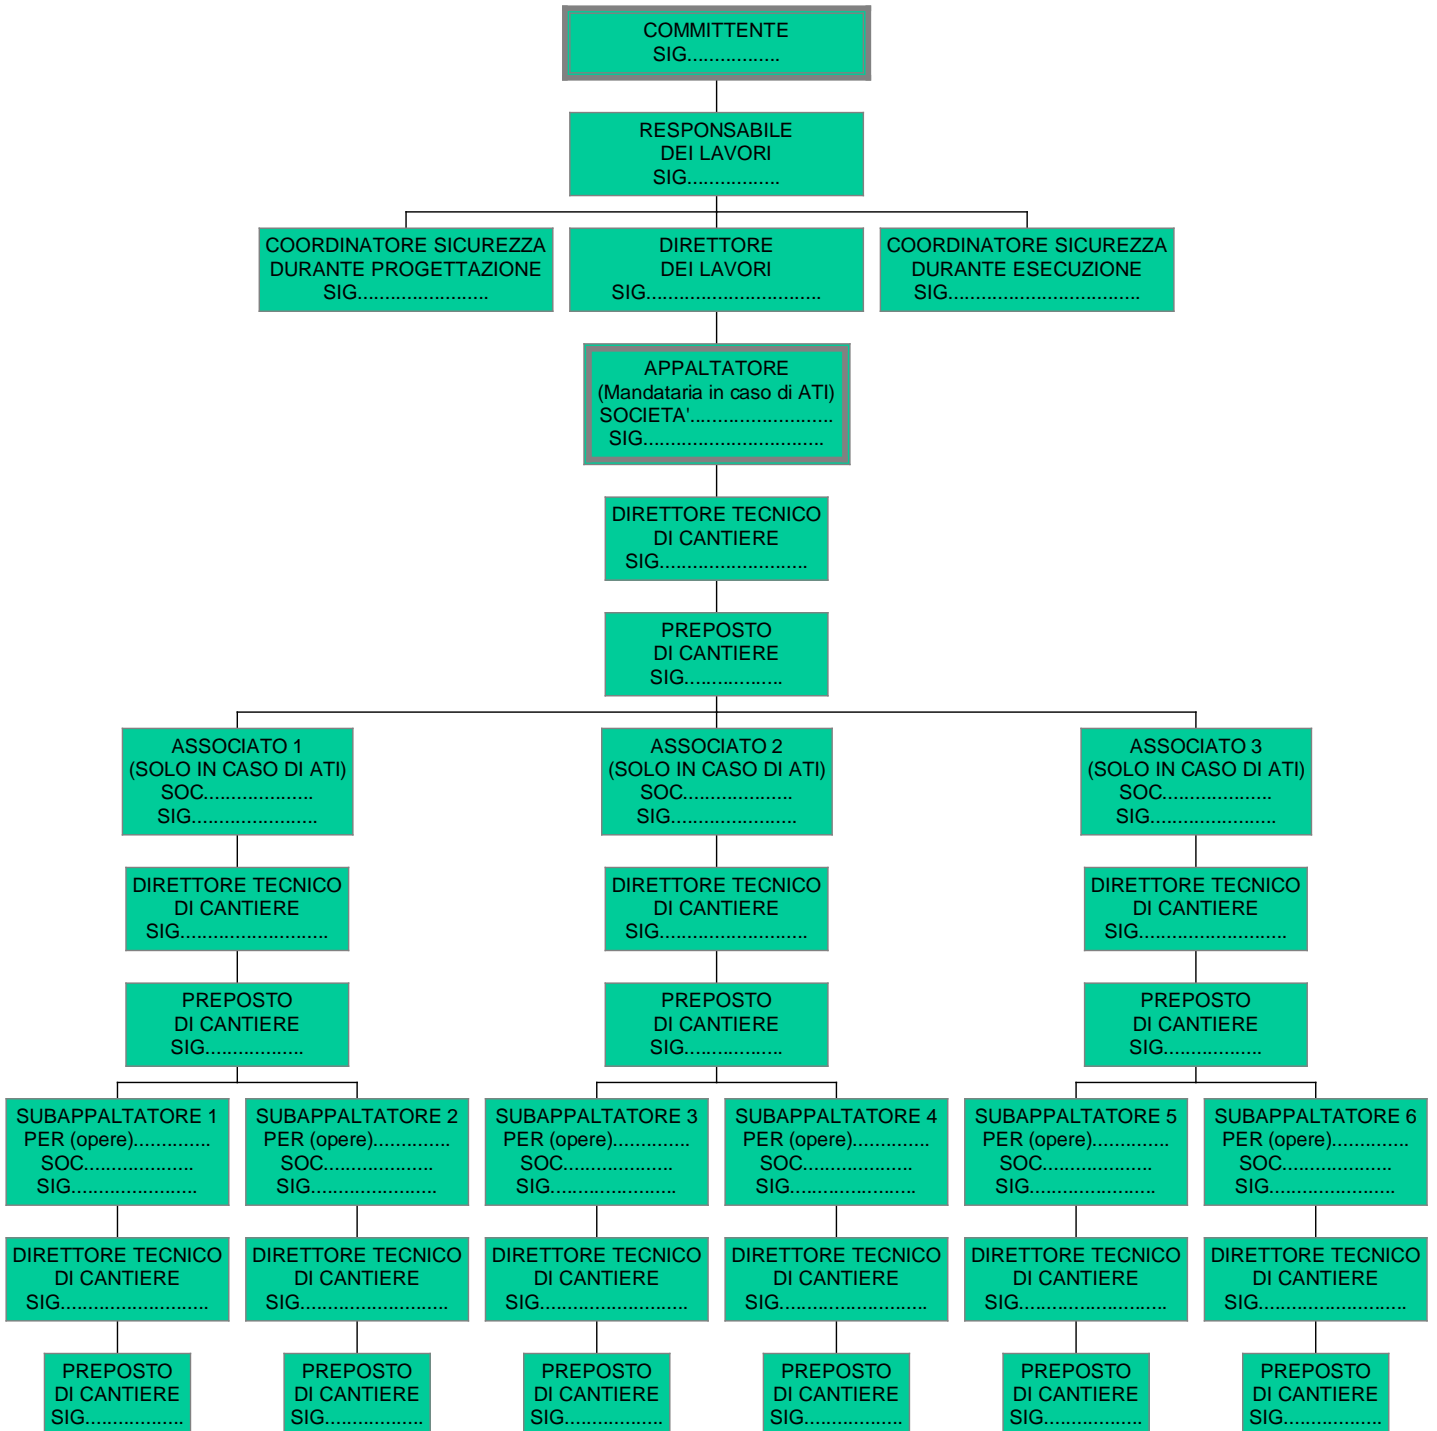 COMMITTENTE
SIG.................
RESPONSABILE
DEI LAVORI
SIG.................
COORDINATORE SICUREZZA
DURANTE PROGETTAZIONE
SIG........................
DIRETTORE
DEI LAVORI
SIG................................
COORDINATORE SICUREZZA
DURANTE ESECUZIONE
SIG...................................
APPALTATORE
(Mandataria in caso di ATI)
SOCIETA'..........................
SIG.................................
DIRETTORE TECNICO
DI CANTIERE
SIG...........................
PREPOSTO
DI CANTIERE
SIG..................
ASSOCIATO 1
(SOLO IN CASO DI ATI)
SOC....................
SIG.......................
ASSOCIATO 2
(SOLO IN CASO DI ATI)
SOC....................
SIG.......................
ASSOCIATO 3
(SOLO IN CASO DI ATI)
SOC....................
SIG.......................
DIRETTORE TECNICO
DI CANTIERE
SIG...........................
DIRETTORE TECNICO
DI CANTIERE
SIG...........................
DIRETTORE TECNICO
DI CANTIERE
SIG...........................
PREPOSTO
DI CANTIERE
SIG..................
PREPOSTO
DI CANTIERE
SIG..................
PREPOSTO
DI CANTIERE
SIG..................
SUBAPPALTATORE 1
PER (opere)..............
SOC....................
SIG.......................
SUBAPPALTATORE 2
PER (opere)..............
SOC....................
SIG.......................
SUBAPPALTATORE 3
PER (opere)..............
SOC....................
SIG.......................
SUBAPPALTATORE 4
PER (opere)..............
SOC....................
SIG.......................
SUBAPPALTATORE 5
PER (opere)..............
SOC....................
SIG.......................
SUBAPPALTATORE 6
PER (opere)..............
SOC....................
SIG.......................
DIRETTORE TECNICO
DI CANTIERE
SIG...........................
DIRETTORE TECNICO
DI CANTIERE
SIG...........................
DIRETTORE TECNICO
DI CANTIERE
SIG...........................
DIRETTORE TECNICO
DI CANTIERE
SIG...........................
DIRETTORE TECNICO
DI CANTIERE
SIG...........................
DIRETTORE TECNICO
DI CANTIERE
SIG...........................
PREPOSTO
DI CANTIERE
SIG..................
PREPOSTO
DI CANTIERE
SIG..................
PREPOSTO
DI CANTIERE
SIG..................
PREPOSTO
DI CANTIERE
SIG..................
PREPOSTO
DI CANTIERE
SIG..................
PREPOSTO
DI CANTIERE
SIG..................